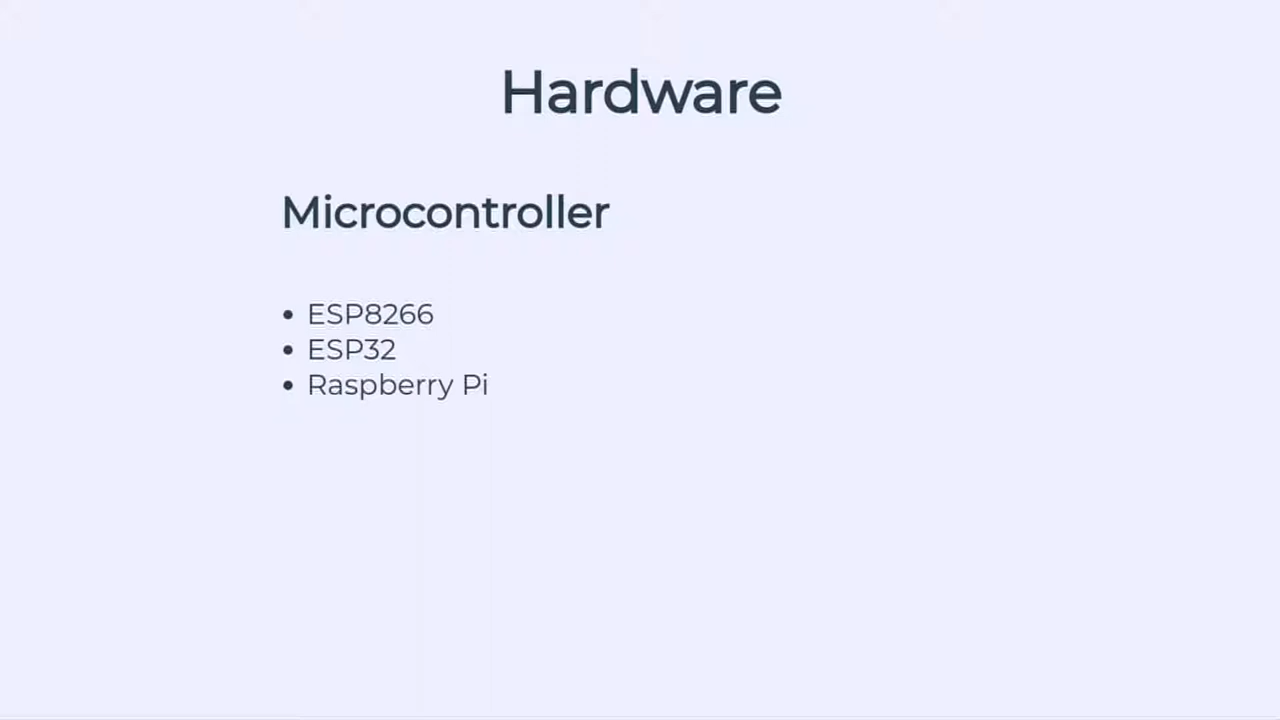 Hardware
Microcontroller
• ESP8266
• ESP32
• Raspberry Pi